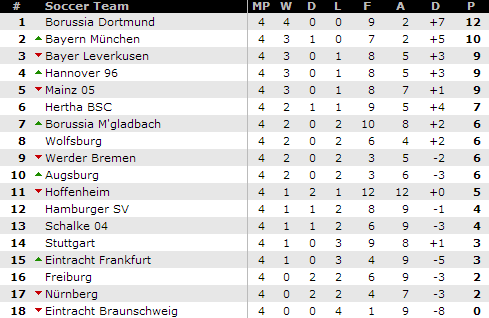 # Soccer Team MP W D L F A D P
1 Borussia Dortmund 4 4 0 0 9 2 +7 12
2 Bayern München 4 3 1 0 7 2 +5 10
3 Bayer Leverkusen 4 3 0 1 8 5 +3 9
4 Hannover 96 4 3 0 1 8 5 +3 9
5 Mainz 05 4 3 0 1 8 7 +1 9
6 Hertha BSC 4 2 1 1 9 5 +4 7
7 Borussia M'gladbach 4 2 0 2 10 8 +2 6
8 Wolfsburg 4 2 0 2 6 4 +2 6
9 Werder Bremen 4 2 0 2 3 5 -2 6
10 Augsburg 4 2 0 2 3 6 -3 6
11 Hoffenheim 4 1 2 1 12 12 +0 5
12 Hamburger SV 4 1 1 2 8 9 -1 4
13 Schalke 04 4 1 1 2 6 9 -3 4
14 Stuttgart 4 1 0 3 9 8 +1 3
15 Eintracht Frankfurt 4 1 0 3 4 9 -5 3
16 Freiburg 4 0 2 2 6 9 -3 2
17 Nürnberg 4 0 2 2 4 7 -3 2
18 Eintracht Braunschweig 4 0 0 4 1 9 -8 0